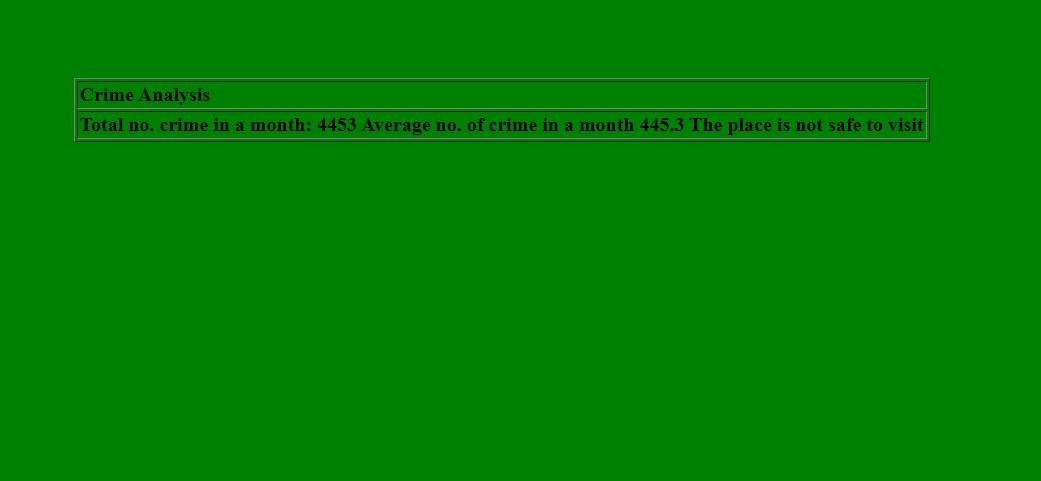 Crime Analysis
Total no. crime in a month: 4453 Average no. of crime in a month 445.3 The place is not safe to visit